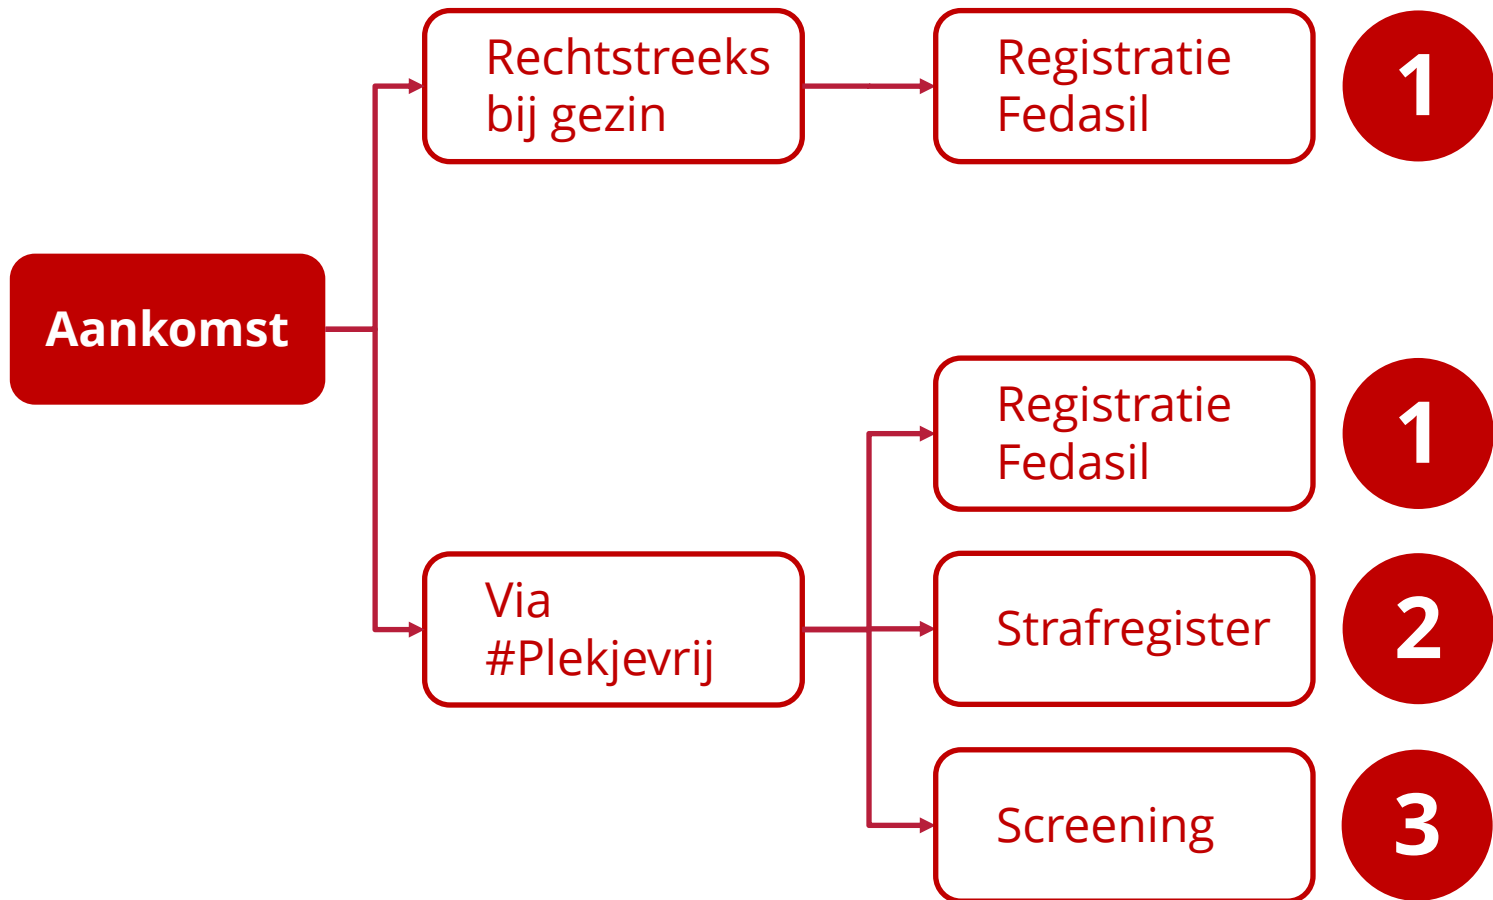 Rechtstreeks
bij gezin
Registratie
Fedasil
1
Aankomst
Registratie
Fedasil
1
Via
#Plekjevrij
Strafregister
2
Screening
3